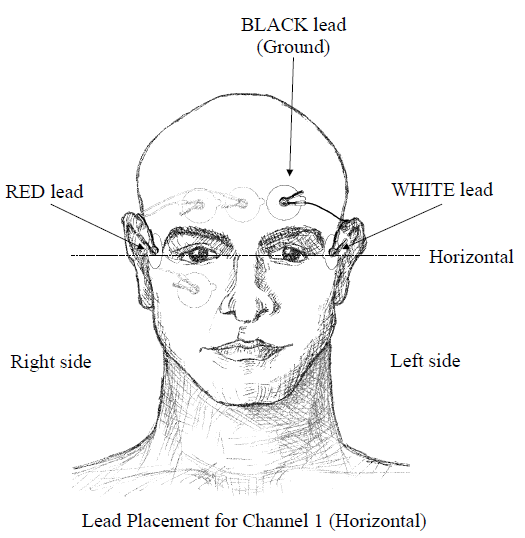 BLACK lead
(Ground)
RED lead
WHITE lead
Horizontal
Right side
Left side
Lead Placement for Channel 1 (Horizontal)